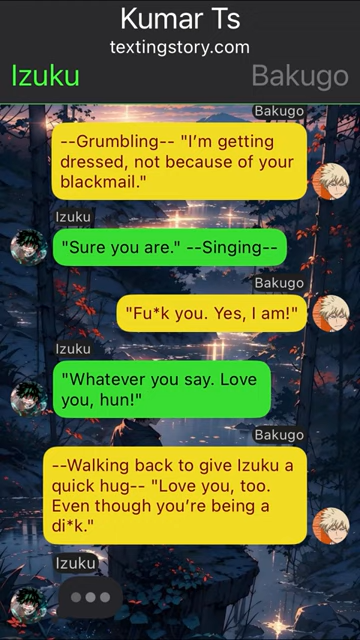 Kumar Ts
textingstory.com
Izuku Bakugo
Bakugo
--Grumbling-- "I'm getting
dressed, not because of your
blackmail."
Izuku
"Sure you are." --Singing--
Bakugo
"Fu*k you. Yes, I am!"
Izuku
"Whatever you say. Love
you, hun!"
Bakugo
--Walking back to give Izuku a
quick hug-- "Love you, too.
Even though you're being a
di*k."
Izuku